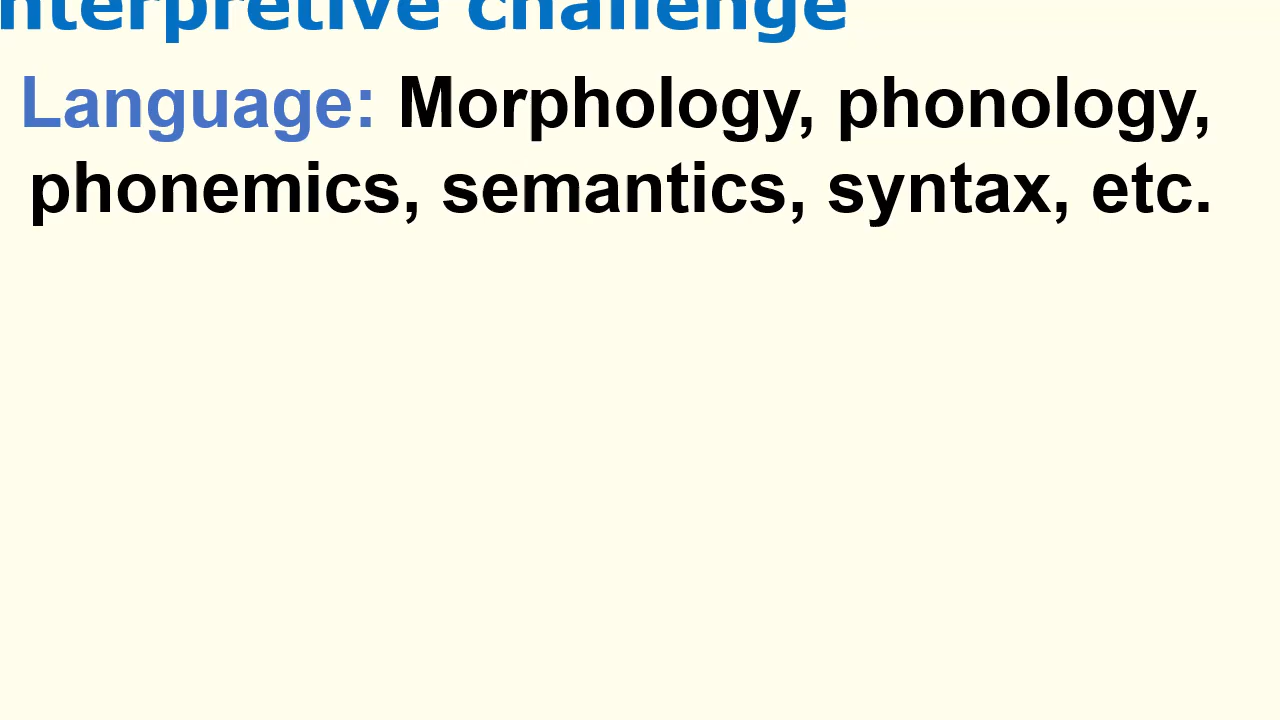 nterpretive challenge
Language: Morphology, phonology,
phonemics, semantics, syntax, etc.